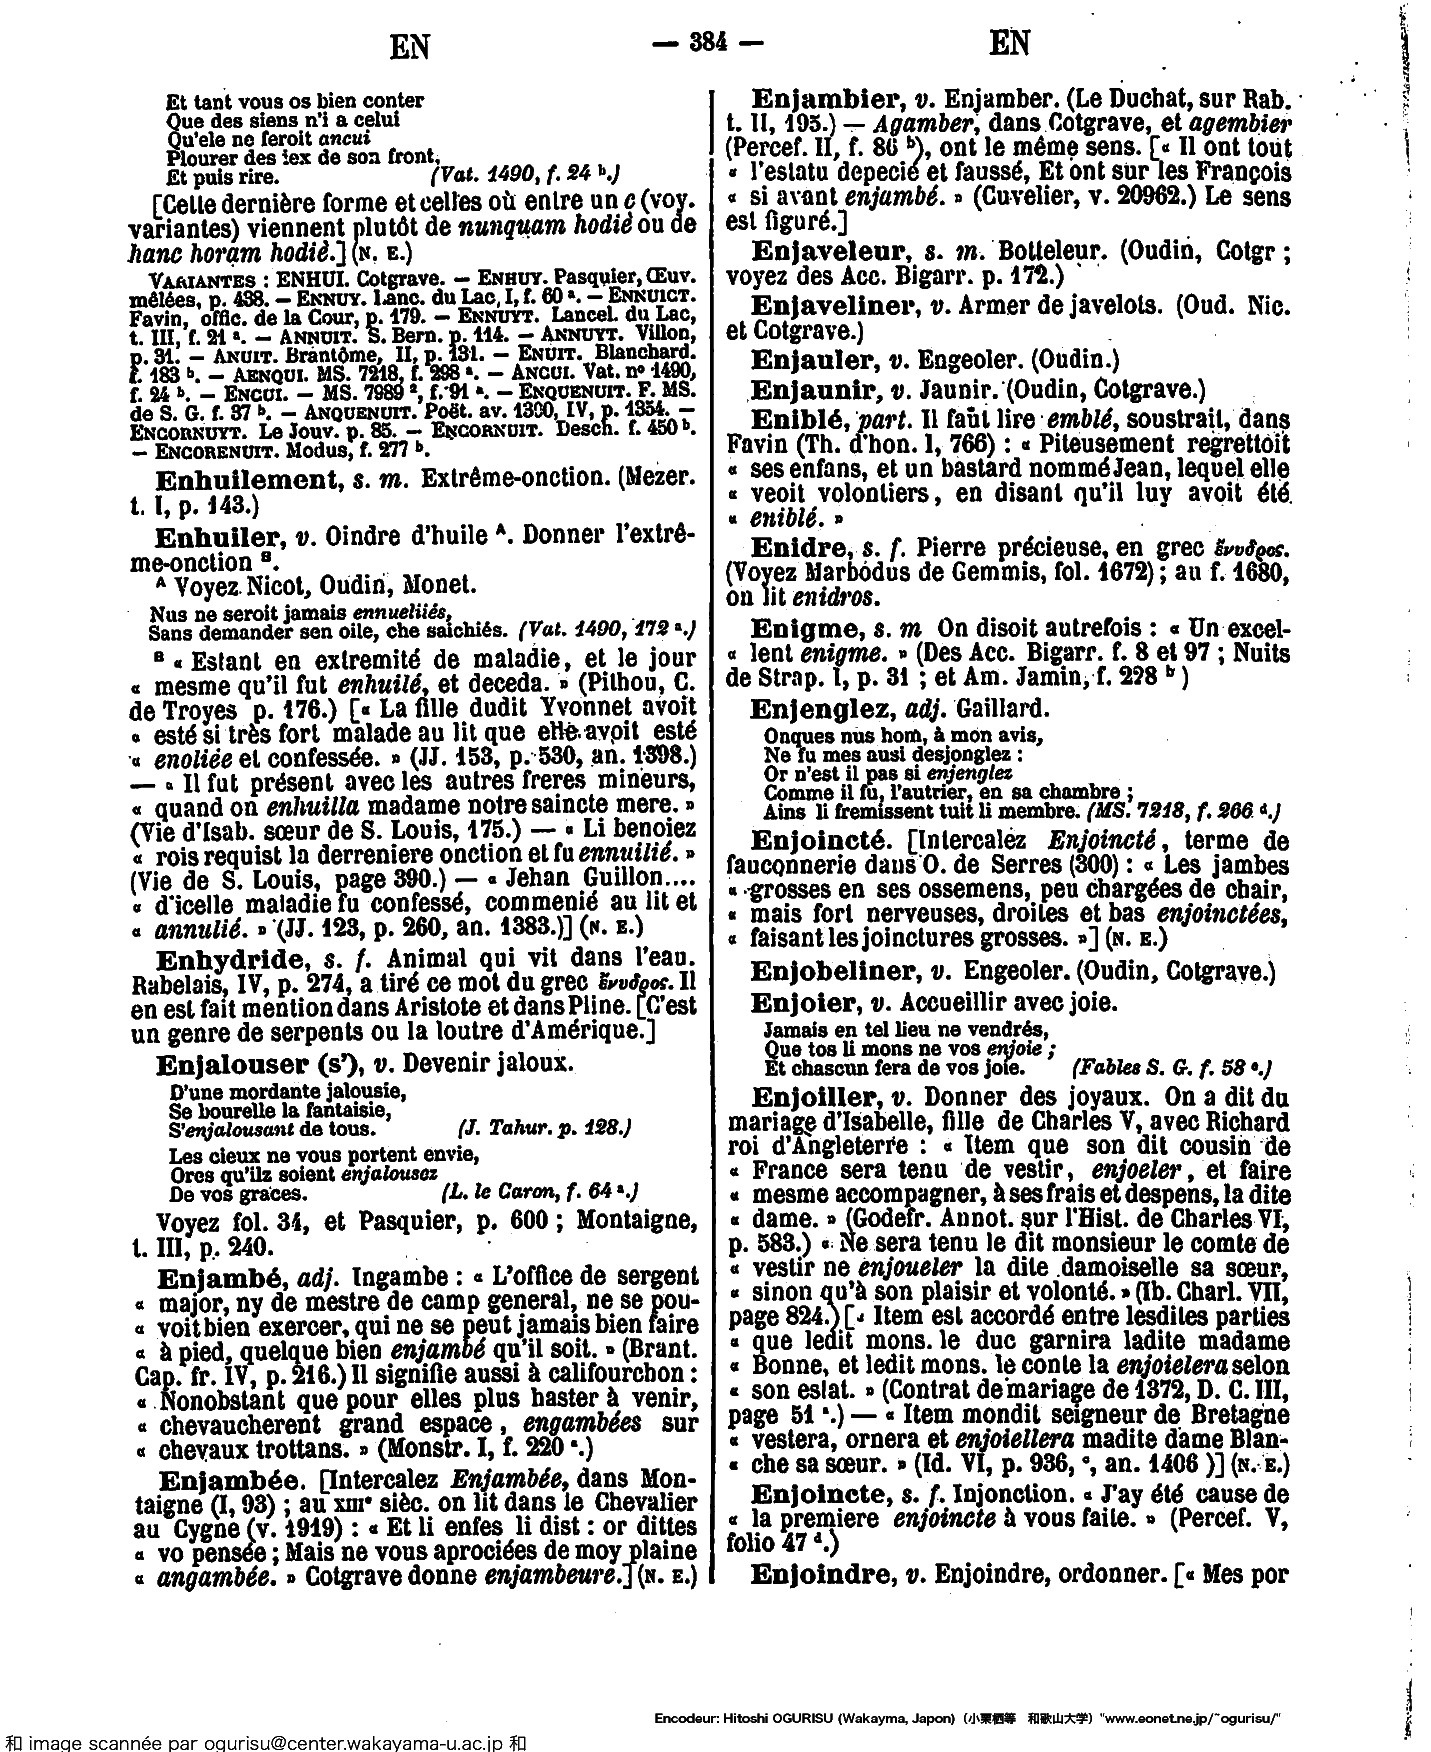 EN — 384 — EN
Et tant vous os bien conter
Que des siens n'i a celui
Qu'ele ne feroit ancui
Plourer des iex de son front,
Et puis rire. (Vat. 1490, f. 24 b.)
[Cette dernière forme et celles où entre un c (voy.
variantes) viennent plutôt de nunquam hodiè ou de
hanc horam hodiè.] (N. E.)
VARIANTES : ENHUI. Cotgrave. — ENHUY. Pasquier, Œuv.
mêlées, p. 438. — ENNUY. Lanc. du Lac, I, f. 60 a. — ENNUICT.
Favin, offic. de la Cour, p. 179. — ENNUYT. Lancel. du Lac,
t. III, f. 21 a. — ANNUIT. S. Bern. p. 114. — ANNUYT. Villon,
p. 31. — ANUIT. Brantôme, II, p. 131. — ENUIT. Blanchard.
f. 183 b. — AENQUI. MS. 7218, f. 298 a. — ANCUI. Vat. nº 1490,
f. 24 b. — ENCUI. — MS. 7989 2, f. 91 a. — ENQUENUIT. F. MS.
de S. G. f. 37 b. — ANQUENUIT. Poët. av. 1300, IV, p. 1354. —
ENCORNUYT. Le Jouv. p. 85. — ENCORNUIT. Desch. f. 450 b.
— ENCORENUIT. Modus, f. 277 b.
Enhuilement, s. m. Extrême-onction. (Mezer.
t. I, p. 143.)
Enhuiler, v. Oindre d'huile A. Donner l'extrê-
me-onction B.
A Voyez Nicot, Oudin, Monet.
Nus ne seroit jamais ennueliiés,
Sans demander sen oile, che saichiés. (Vat. 1490, 172 a.)
B « Estant en extremité de maladie, et le jour
« mesme qu'il fut enhuilé, et deceda. » (Pithou, C.
de Troyes p. 176.) [« La fille dudit Yvonnet avoit
« esté si très fort malade au lit que elle avoit esté
« enoliée et confessée. » (JJ. 153, p. 530, an. 1398.)
— « Il fut présent avec les autres freres mineurs,
« quand on enhuilla madame notre saincte mere. »
(Vie d'Isab. sœur de S. Louis, 175.) — « Li benoiez
« rois requist la derreniere onction et fu ennuilié. »
(Vie de S. Louis, page 390.) — « Jehan Guillon....
« d'icelle maladie fu confessé, commenié au lit et
« annulié. » (JJ. 123, p. 260, an. 1383.)] (N. E.)
Enhydride, s. f. Animal qui vit dans l'eau.
Rabelais, IV, p. 274, a tiré ce mot du grec ἔνυδρος. Il
en est fait mention dans Aristote et dans Pline. [C'est
un genre de serpents ou la loutre d'Amérique.]
Enjalouser (s'), v. Devenir jaloux.
D'une mordante jalousie,
Se bourelle la fantaisie,
S'enjalousant de tous. (J. Tahur. p. 128.)
Les cieux ne vous portent envie,
Ores qu'ilz soient enjalousez
De vos graces. (L. le Caron, f. 64 a.)
Voyez fol. 34, et Pasquier, p. 600 ; Montaigne,
t. III, p. 240.
Enjambé, adj. Ingambe : « L'office de sergent
« major, ny de mestre de camp general, ne se pou-
« voit bien exercer, qui ne se peut jamais bien faire
« à pied, quelque bien enjambé qu'il soit. » (Brant.
Cap. fr. IV, p. 216.) Il signifie aussi à califourchon :
« Nonobstant que pour elles plus haster à venir,
« chevaucherent grand espace, engambées sur
« chevaux trottans. » (Monstr. I, f. 220 a.)
Enjambée. [Intercalez Enjambée, dans Mon-
taigne (I, 93) ; au XIIIe sièc. on lit dans le Chevalier
au Cygne (v. 1919) : « Et li enfes li dist : or dittes
« vo pensée ; Mais ne vous aprociées de moy plaine
« angambée. » Cotgrave donne enjambeure.] (N. E.)
Enjambier, v. Enjamber. (Le Duchat, sur Rab.
t. II, 195.) — Agamber, dans Cotgrave, et agembier
(Percef. II, f. 86 b), ont le même sens. [« Il ont tout
« l'estatu depecié et faussé, Et ont sur les François
« si avant enjambé. » (Cuvelier, v. 20962.) Le sens
est figuré.]
Enjaveleur, s. m. Botteleur. (Oudin, Cotgr ;
voyez des Acc. Bigarr. p. 172.)
Enjaveliner, v. Armer de javelots. (Oud. Nic.
et Cotgrave.)
Enjauler, v. Engeoler. (Oudin.)
Enjaunir, v. Jaunir. (Oudin, Cotgrave.)
Eniblé, part. Il faut lire emblé, soustrait, dans
Favin (Th. d'hon. I, 766) : « Piteusement regrettoit
« ses enfans, et un bastard nommé Jean, lequel elle
« veoit volontiers, en disant qu'il luy avoit été
« eniblé. »
Enidre, s. f. Pierre précieuse, en grec ἔνυδρος.
(Voyez Marbodus de Gemmis, fol. 1672) ; au f. 1680,
on lit enidros.
Enigme, s. m On disoit autrefois : « Un excel-
« lent enigme. » (Des Acc. Bigarr. f. 8 et 97 ; Nuits
de Strap. I, p. 31 ; et Am. Jamin, f. 228 b )
Enjenglez, adj. Gaillard.
Onques nus hom, à mon avis,
Ne fu mes ausi desjonglez :
Or n'est il pas si enjenglez
Comme il fu, l'autrier, en sa chambre ;
Ains li fremissent tuit li membre. (MS. 7218, f. 266 d.)
Enjoincté. [Intercalez Enjoincté, terme de
fauconnerie dans O. de Serres (300) : « Les jambes
« grosses en ses ossemens, peu chargées de chair,
« mais fort nerveuses, droites et bas enjoinctées,
« faisant les joinctures grosses. »] (N. E.)
Enjobeliner, v. Engeoler. (Oudin, Cotgrave.)
Enjoier, v. Accueillir avec joie.
Jamais en tel lieu ne vendrés,
Que tos li mons ne vos enjoie ;
Et chascun fera de vos joie. (Fables S. G. f. 58 a.)
Enjoiller, v. Donner des joyaux. On a dit du
mariage d'Isabelle, fille de Charles V, avec Richard
roi d'Angleterre : « Item que son dit cousin de
« France sera tenu de vestir, enjoeler, et faire
« mesme accompagner, à ses frais et despens, la dite
« dame. » (Godefr. Annot. sur l'Hist. de Charles VI,
p. 583.) « Ne sera tenu le dit monsieur le comte de
« vestir ne enjoueler la dite damoiselle sa sœur,
« sinon qu'à son plaisir et volonté. » (Ib. Charl. VII,
page 824.) [« Item est accordé entre lesdites parties
« que ledit mons. le duc garnira ladite madame
« Bonne, et ledit mons. le conte la enjoielera selon
« son estat. » (Contrat de mariage de 1372, D. C. III,
page 51 a.) — « Item mondit seigneur de Bretagne
« vestera, ornera et enjoiellera madite dame Blan-
« che sa sœur. » (Id. VI, p. 936, c, an. 1406 )] (N. E.)
Enjoincte, s. f. Injonction. « J'ay été cause de
« la premiere enjoincte à vous faite. » (Percef. V,
folio 47 d.)
Enjoindre, v. Enjoindre, ordonner. [« Mes por
Encodeur: Hitoshi OGURISU (Wakayma, Japon) (小栗栖等 和歌山大学) "www.eonet.ne.jp/~ogurisu/"
和 image scannée par ogurisu@center.wakayama-u.ac.jp 和